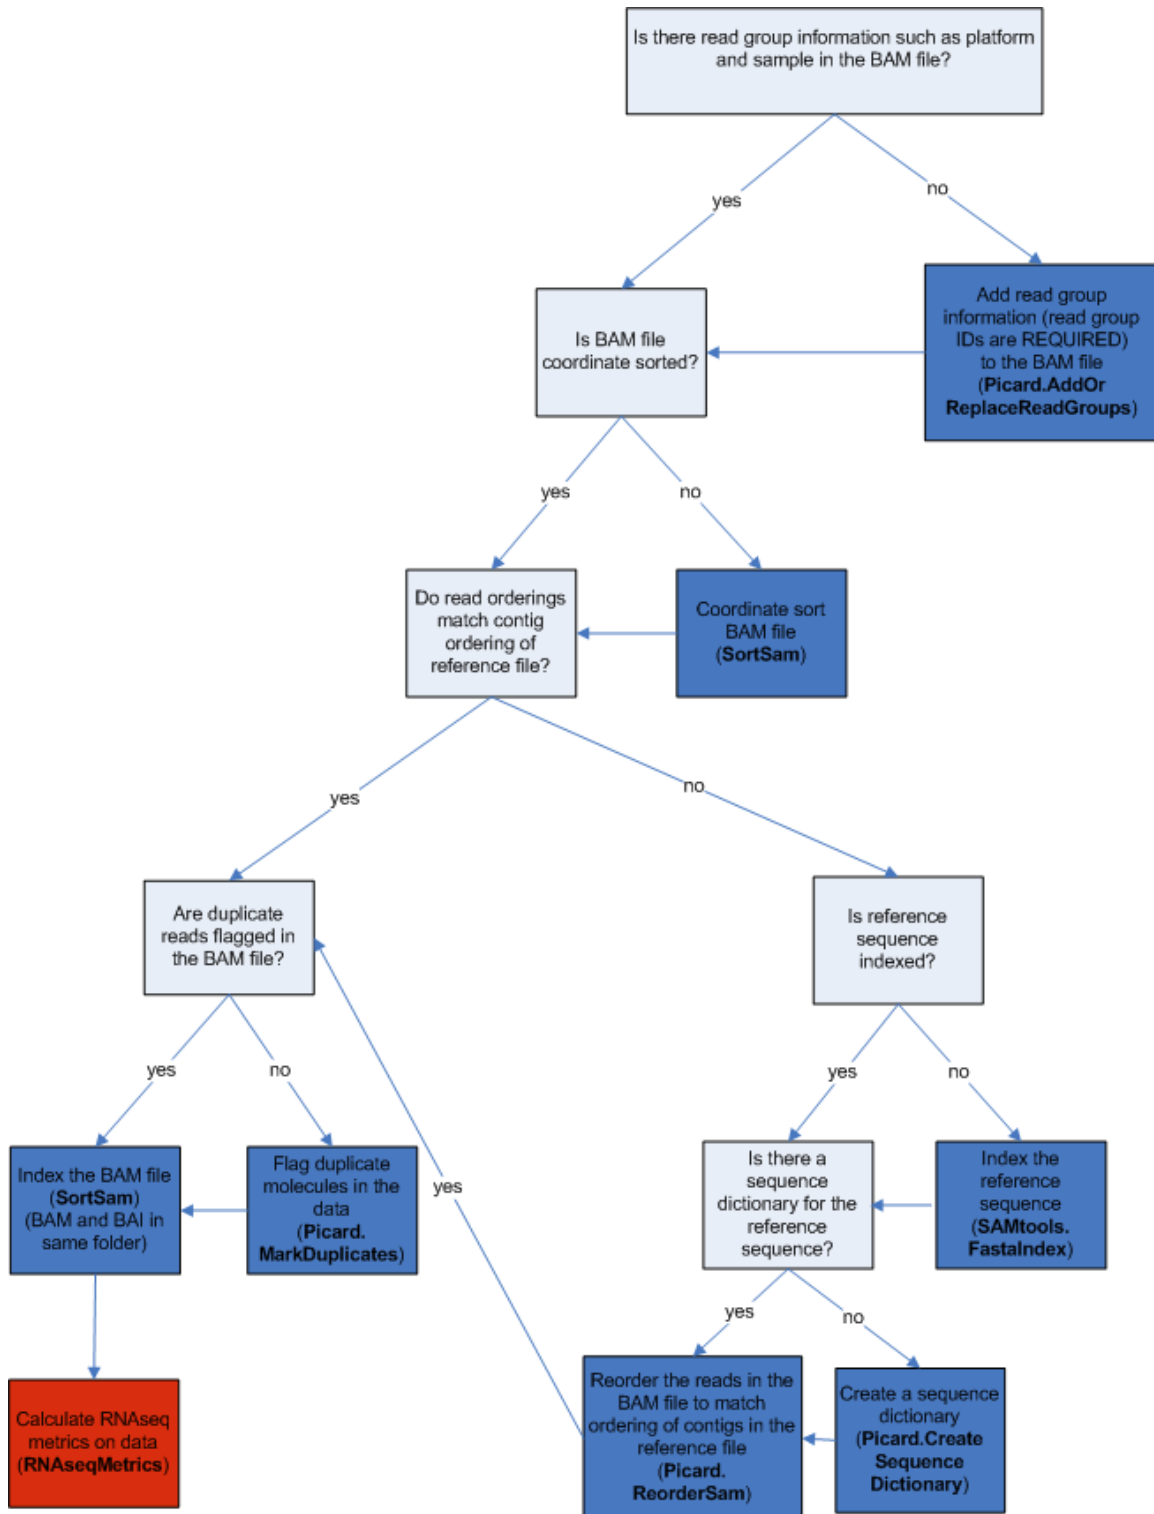 Is there read group information such as platform
and sample in the BAM file?
yes
no
Is BAM file
coordinate sorted?
Add read group
information (read group
IDs are REQUIRED)
to the BAM file
(Picard.AddOr
ReplaceReadGroups)
yes
no
Do read orderings
match contig
ordering of
reference file?
Coordinate sort
BAM file
(SortSam)
yes
no
Are duplicate
reads flagged in
the BAM file?
Is reference
sequence
indexed?
yes
no
yes
no
Index the BAM file
(SortSam)
(BAM and BAI in
same folder)
Flag duplicate
molecules in the
data
(Picard.
MarkDuplicates)
yes
Is there a
sequence
dictionary for the
reference
sequence?
Index the
reference
sequence
(SAMtools.
FastaIndex)
yes
no
Calculate RNAseq
metrics on data
(RNAseqMetrics)
Reorder the reads in the
BAM file to match
ordering of contigs in the
reference file
(Picard.
ReorderSam)
Create a sequence
dictionary
(Picard.Create
Sequence
Dictionary)